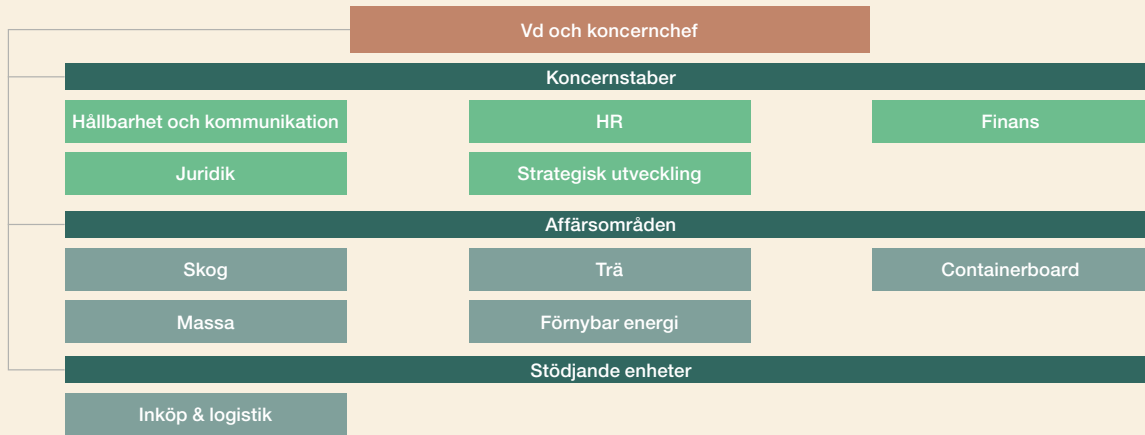 Vd och koncernchef
Koncernstaber
Hållbarhet och kommunikation
HR
Finans
Juridik
Strategisk utveckling
Affärsområden
Skog
Trä
Containerboard
Massa
Förnybar energi
Stödjande enheter
Inköp & logistik